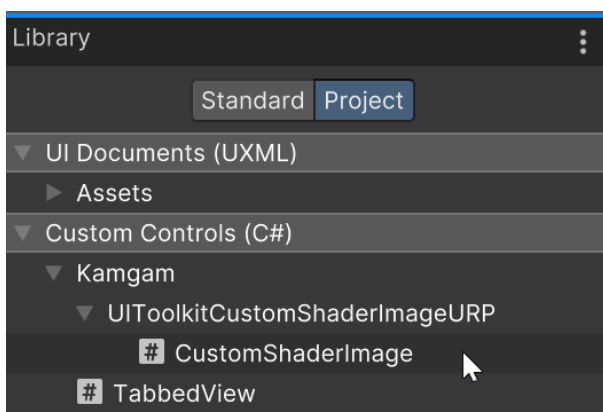 Library
Standard Project
UI Documents (UXML)
Assets
Custom Controls (C#)
Kamgam
UIToolkitCustomShaderImageURP
# CustomShaderImage
# TabbedView